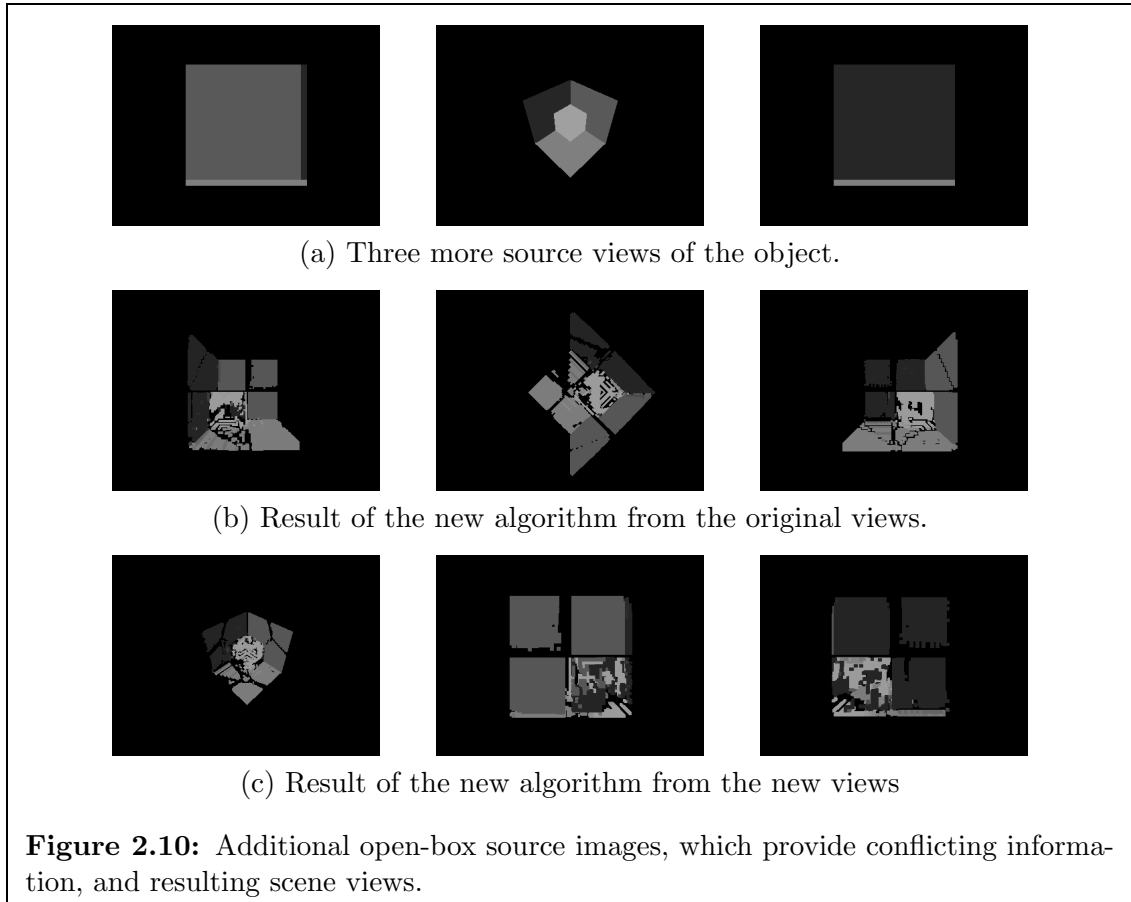 (a) Three more source views of the object.
(b) Result of the new algorithm from the original views.
(c) Result of the new algorithm from the new views
Figure 2.10: Additional open-box source images, which provide conflicting informa-
tion, and resulting scene views.